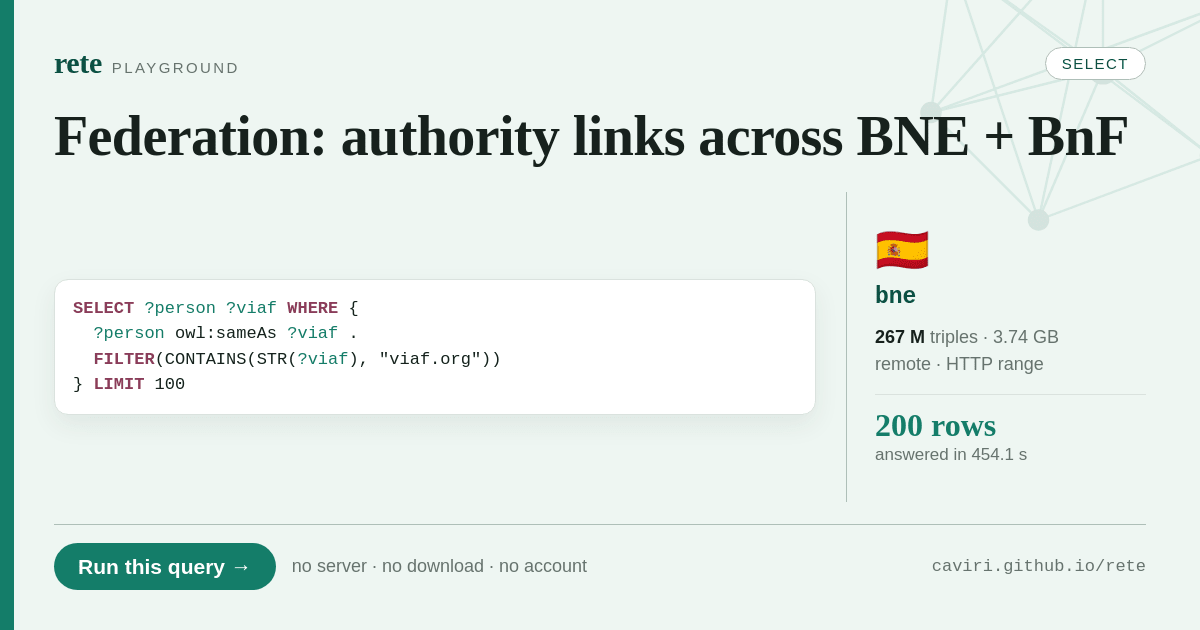 rete PLAYGROUND
SELECT
Federation: authority links across BNE + BnF
SELECT ?person ?viaf WHERE {
  ?person owl:sameAs ?viaf .
  FILTER(CONTAINS(STR(?viaf), "viaf.org"))
} LIMIT 100
bne
267 M triples · 3.74 GB
remote · HTTP range
200 rows
answered in 454.1 s
Run this query →
no server · no download · no account
caviri.github.io/rete